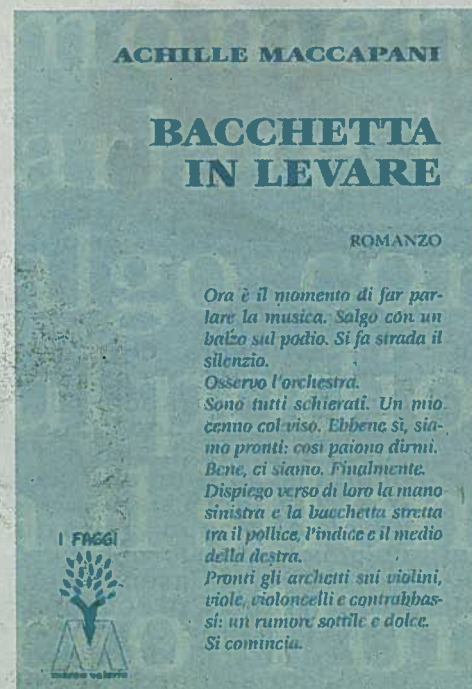 ACHILLE MACCAPANI
BACCHETTA
IN LEVARE
ROMANZO
Ora è il momento di far par-
lare la musica. Salgo con un
balzo sul podio. Si fa strada il
silenzio.
Osservo l'orchestra.
Sono tutti schierati. Un mio
cenno col viso. Ebbene sì, sia-
mo pronti: così paiono dirmi.
Bene, ci siamo. Finalmente.
Dispiego verso di loro la mano
sinistra e la bacchetta stretta
tra il pollice, l'indice e il medio
della destra.
Pronti gli archetti sui violini,
viole, violoncelli e contrabbas-
si: un rumore sottile e dolce.
Si comincia.
I FAGGI
marco valerio